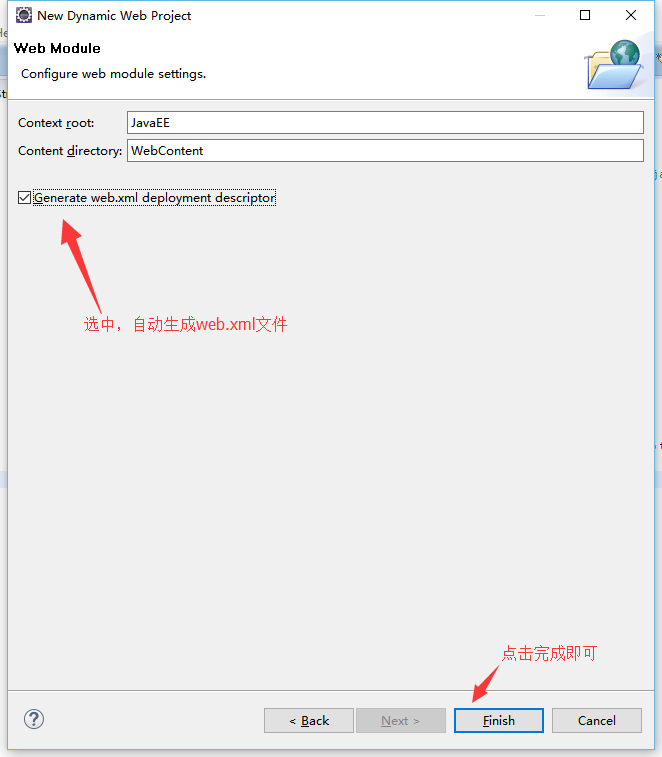 New Dynamic Web Project
Web Module
Configure web module settings.
Context root: JavaEE
Content directory: WebContent
Generate web.xml deployment descriptor
选中，自动生成web.xml文件
点击完成即可
< Back Next > Finish Cancel